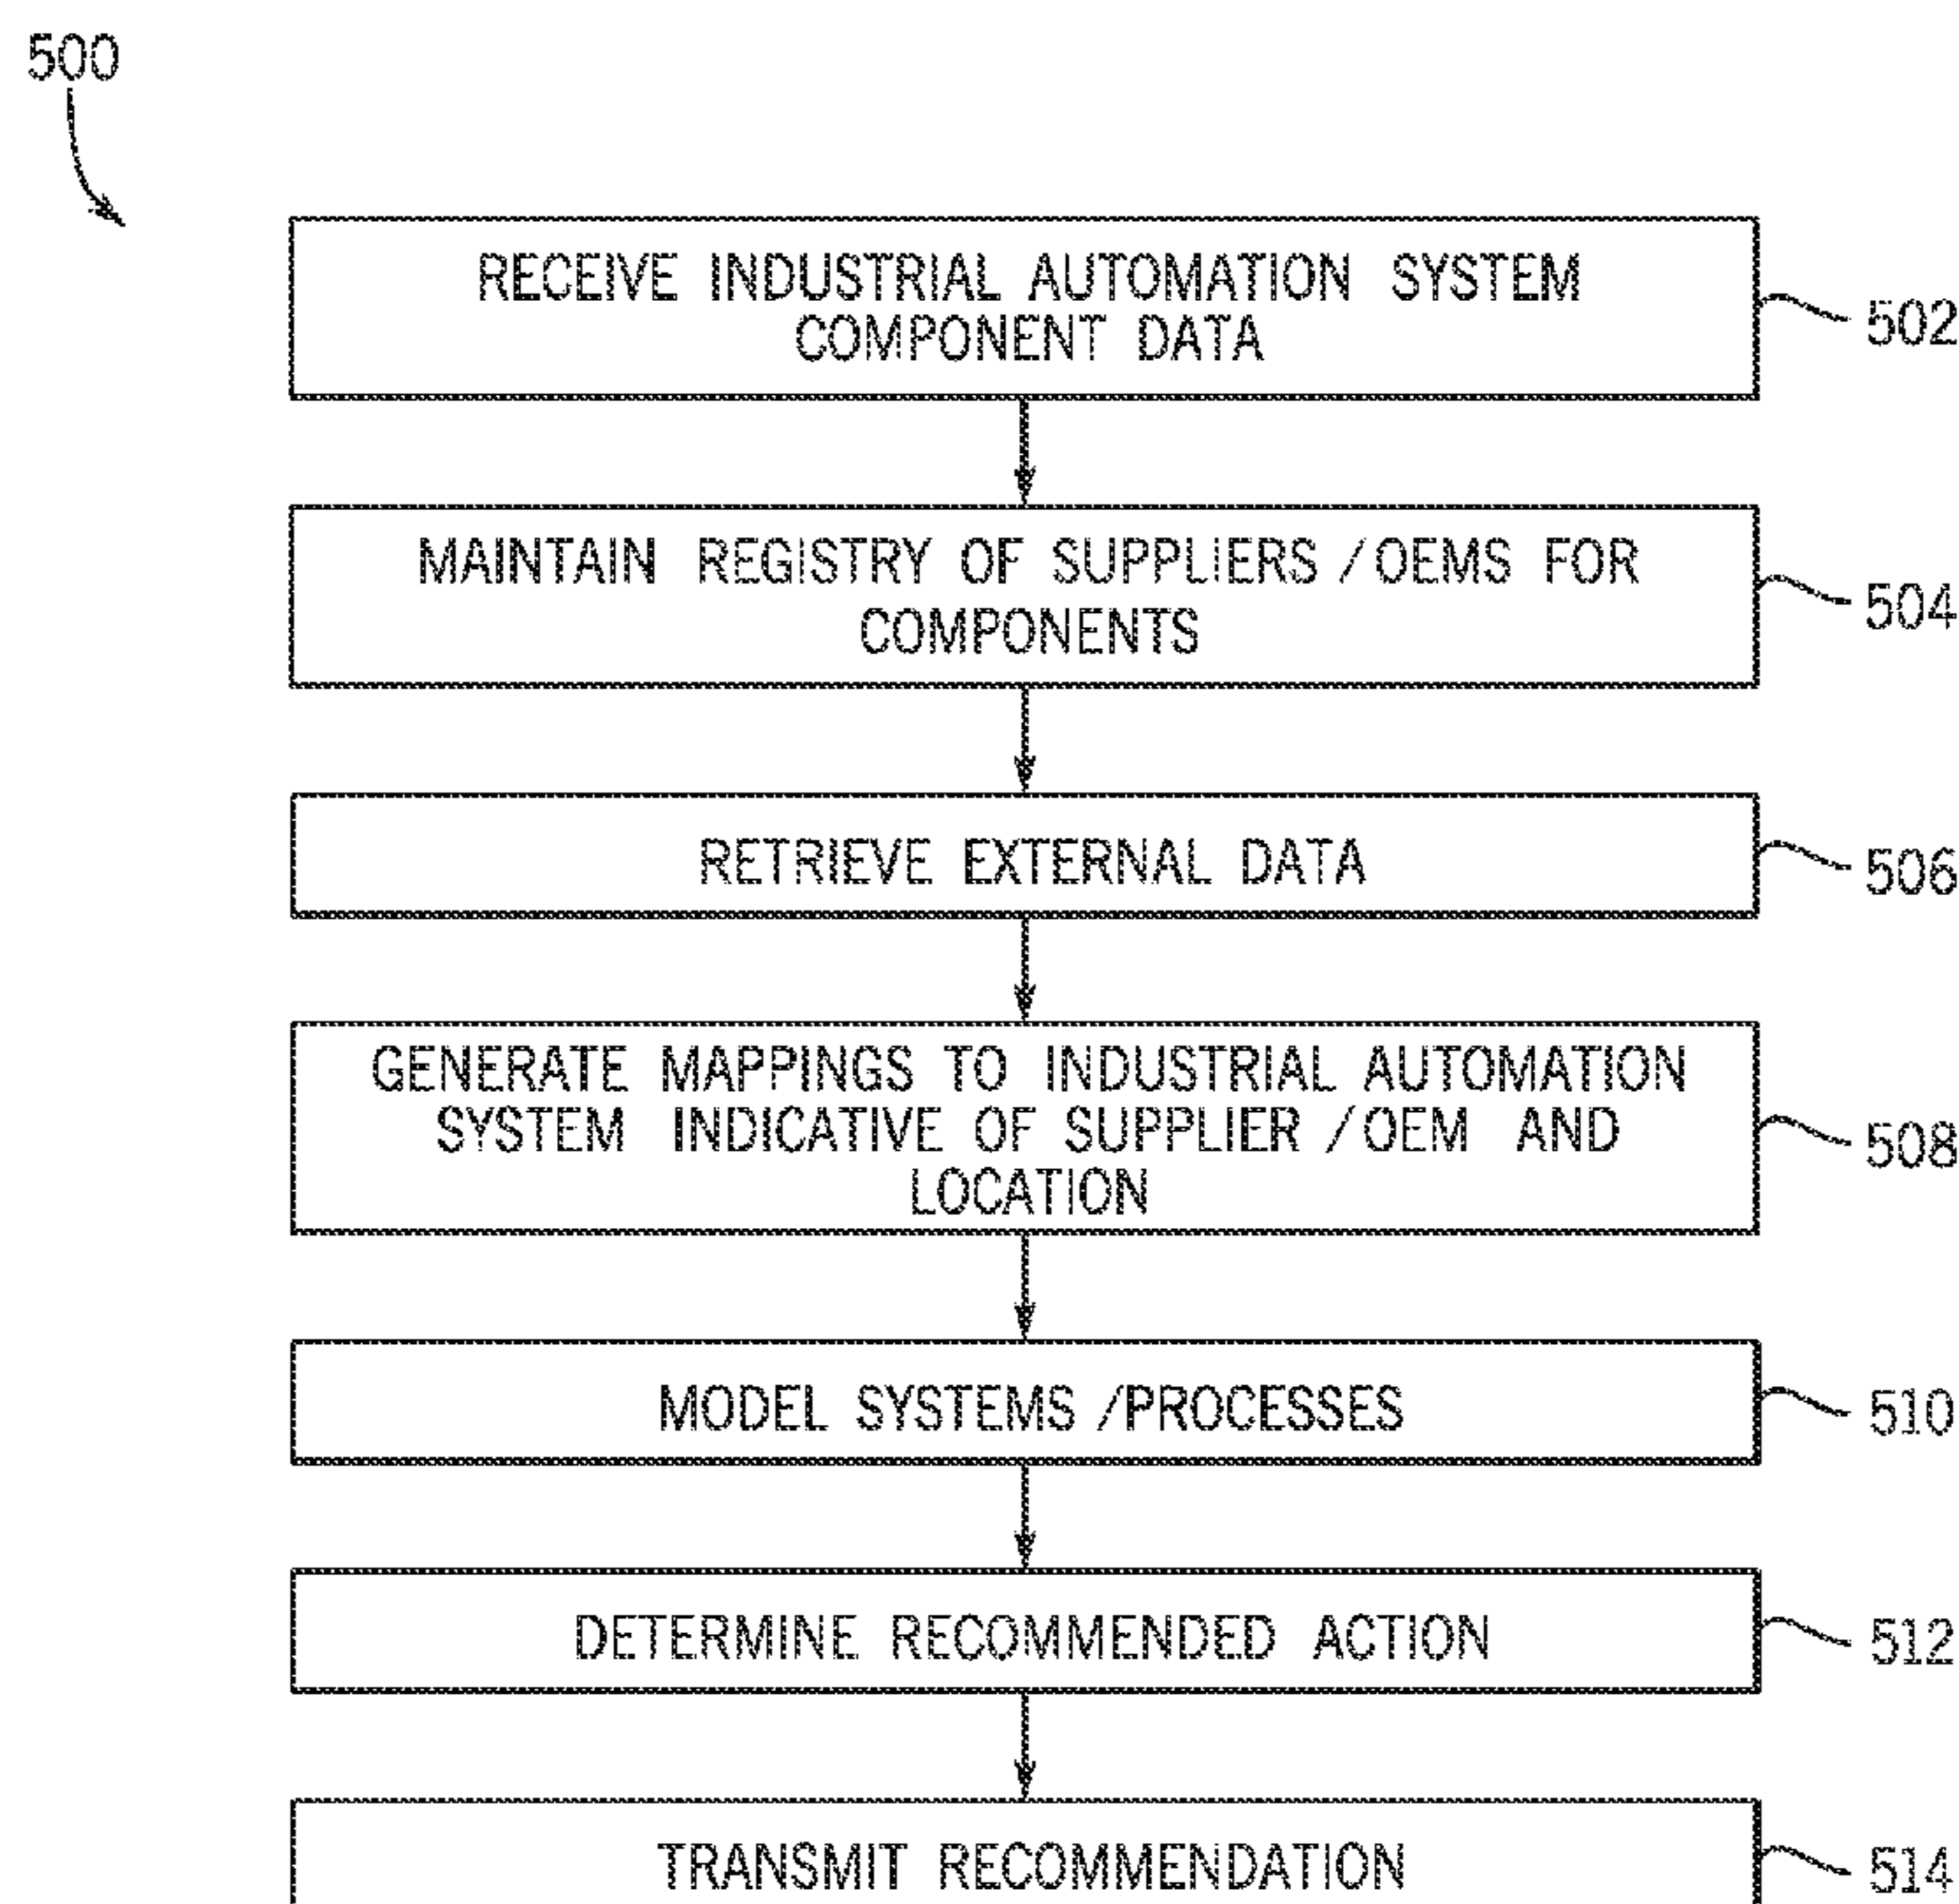 500
RECEIVE INDUSTRIAL AUTOMATION SYSTEM
COMPONENT DATA
502
MAINTAIN REGISTRY OF SUPPLIERS /OEMS FOR
COMPONENTS
504
RETRIEVE EXTERNAL DATA
506
GENERATE MAPPINGS TO INDUSTRIAL AUTOMATION
SYSTEM INDICATIVE OF SUPPLIER /OEM AND
LOCATION
508
MODEL SYSTEMS /PROCESSES
510
DETERMINE RECOMMENDED ACTION
512
TRANSMIT RECOMMENDATION
514